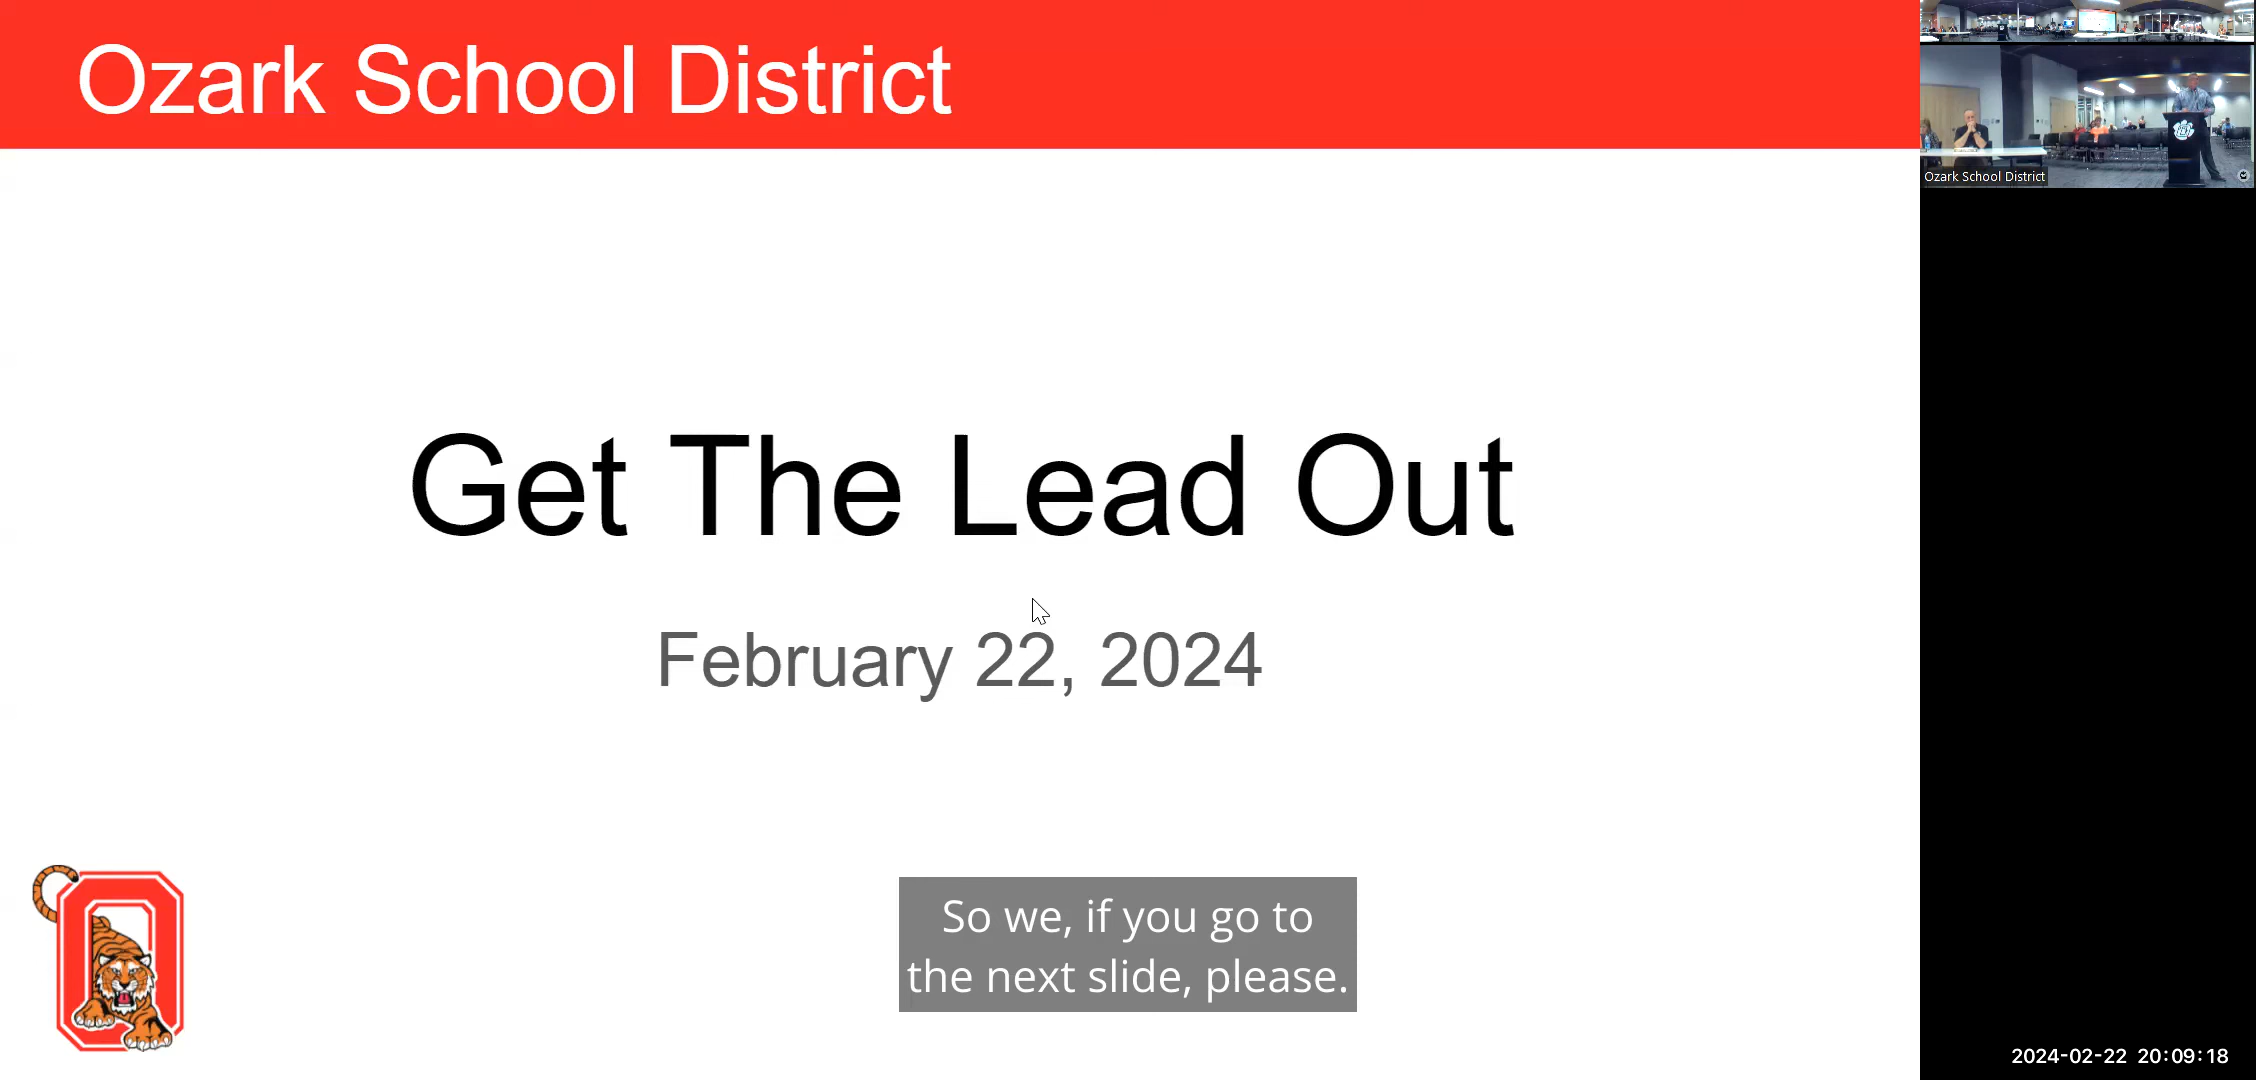 Ozark School District
Get The Lead Out
February 22, 2024
So we, if you go to
the next slide, please.
Ozark School District
2024-02-22 20:09:18